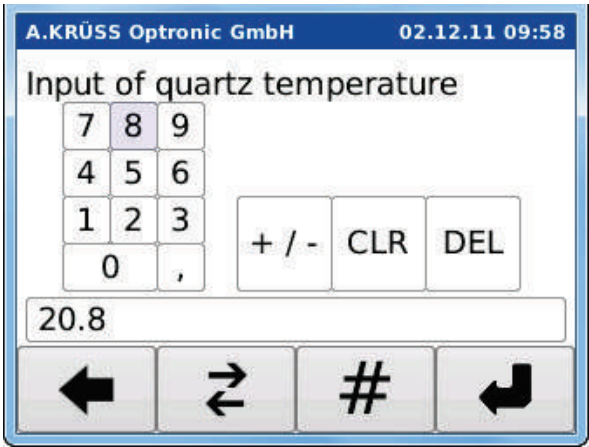 A.KRÜSS Optronic GmbH 02.12.11 09:58
Input of quartz temperature
7 8 9
4 5 6
1 2 3
+ / - CLR DEL
0 ,
20.8
#